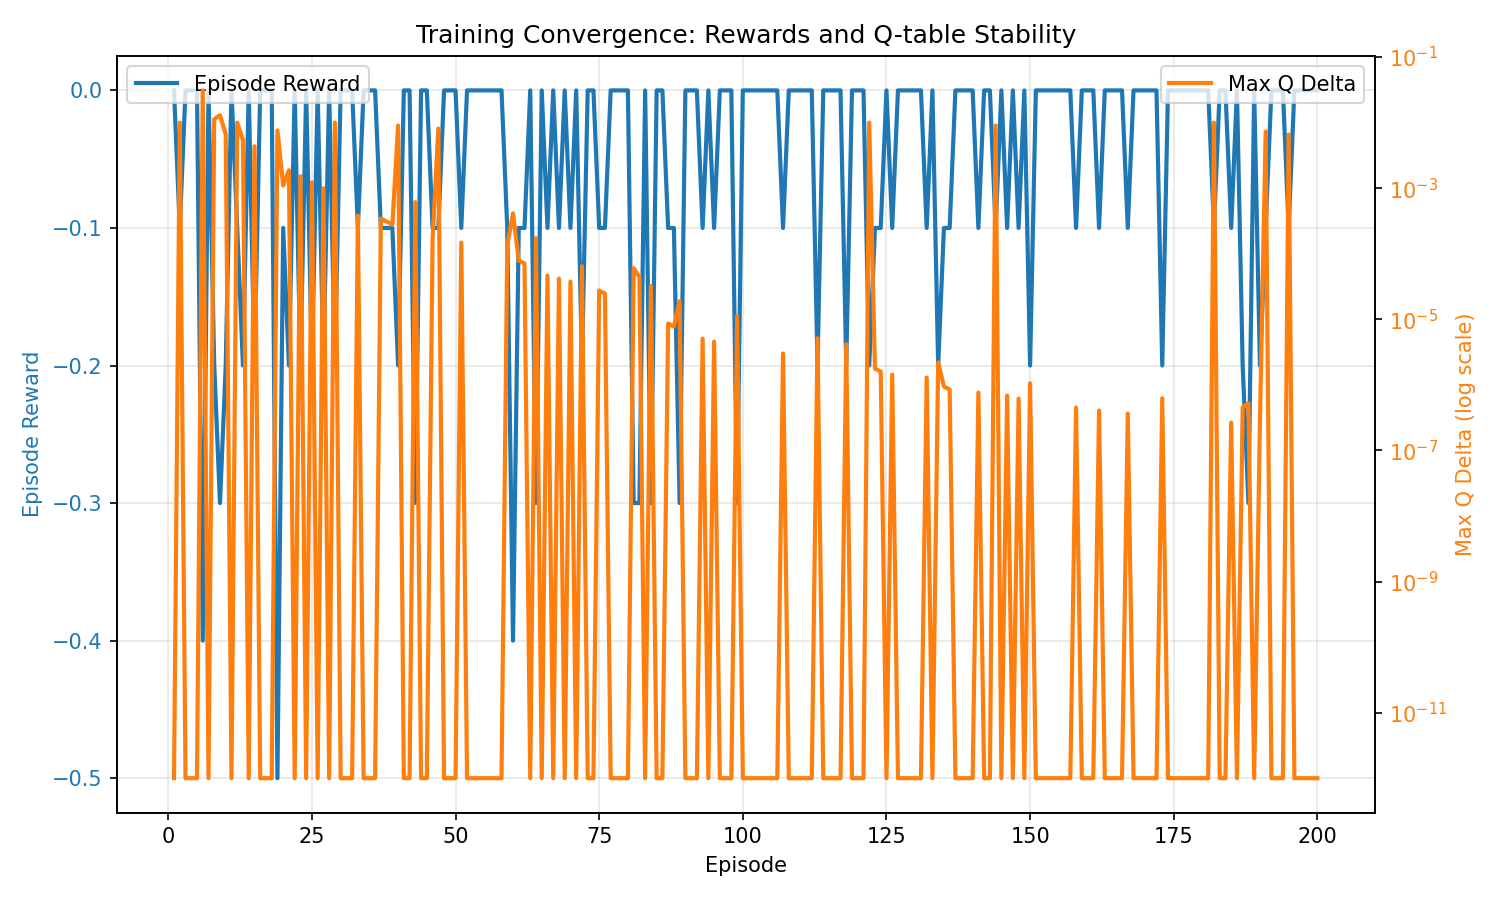 Training Convergence: Rewards and Q-table Stability
Episode Reward
Max Q Delta
0.0
−0.1
−0.2
−0.3
−0.4
−0.5
Episode Reward
10⁻¹
10⁻³
10⁻⁵
10⁻⁷
10⁻⁹
10⁻¹¹
Max Q Delta (log scale)
0 25 50 75 100 125 150 175 200
Episode